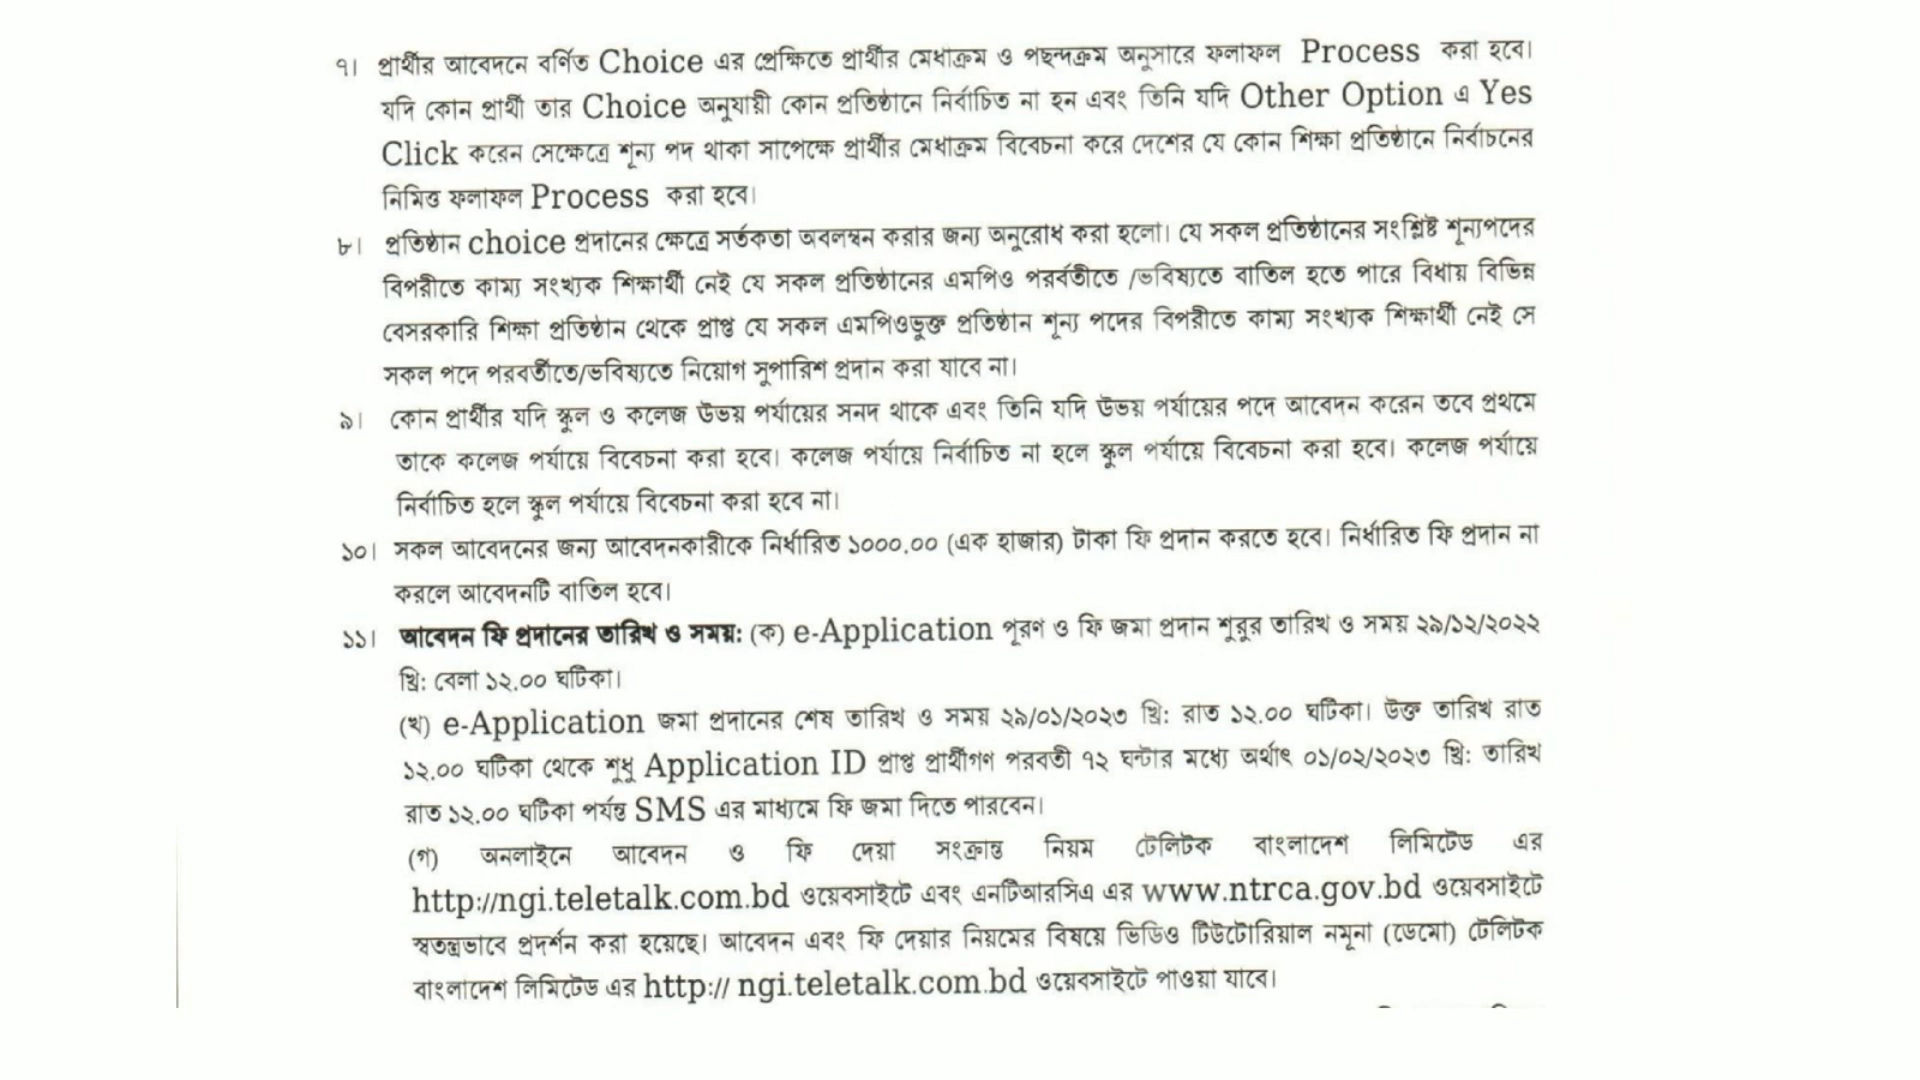 ৭। প্রার্থীর আবেদনে বর্ণিত Choice এর প্রেক্ষিতে প্রার্থীর মেধাক্রম ও পছন্দক্রম অনুসারে ফলাফল Process করা হবে।
যদি কোন প্রার্থী তার Choice অনুযায়ী কোন প্রতিষ্ঠানে নির্বাচিত না হন এবং তিনি যদি Other Option এ Yes
Click করেন সেক্ষেত্রে শূন্য পদ থাকা সাপেক্ষে প্রার্থীর মেধাক্রম বিবেচনা করে দেশের যে কোন শিক্ষা প্রতিষ্ঠানে নির্বাচনের
নিমিত্ত ফলাফল Process করা হবে।
৮। প্রতিষ্ঠান choice প্রদানের ক্ষেত্রে সর্তকতা অবলম্বন করার জন্য অনুরোধ করা হলো। যে সকল প্রতিষ্ঠানের সংশ্লিষ্ট শূন্যপদের
বিপরীতে কাম্য সংখ্যক শিক্ষার্থী নেই যে সকল প্রতিষ্ঠানের এমপিও পরর্বতীতে /ভবিষ্যতে বাতিল হতে পারে বিধায় বিভিন্ন
বেসরকারি শিক্ষা প্রতিষ্ঠান থেকে প্রাপ্ত যে সকল এমপিওভুক্ত প্রতিষ্ঠান শূন্য পদের বিপরীতে কাম্য সংখ্যক শিক্ষার্থী নেই সে
সকল পদে পরবর্তীতে/ভবিষ্যতে নিয়োগ সুপারিশ প্রদান করা যাবে না।
৯। কোন প্রার্থীর যদি স্কুল ও কলেজ উভয় পর্যায়ের সনদ থাকে এবং তিনি যদি উভয় পর্যায়ের পদে আবেদন করেন তবে প্রথমে
তাকে কলেজ পর্যায়ে বিবেচনা করা হবে। কলেজ পর্যায়ে নির্বাচিত না হলে স্কুল পর্যায়ে বিবেচনা করা হবে। কলেজ পর্যায়ে
নির্বাচিত হলে স্কুল পর্যায়ে বিবেচনা করা হবে না।
১০। সকল আবেদনের জন্য আবেদনকারীকে নির্ধারিত ১০০০.০০ (এক হাজার) টাকা ফি প্রদান করতে হবে। নির্ধারিত ফি প্রদান না
করলে আবেদনটি বাতিল হবে।
১১। আবেদন ফি প্রদানের তারিখ ও সময়: (ক) e-Application পূরণ ও ফি জমা প্রদান শুরুর তারিখ ও সময় ২৯/১২/২০২২
খ্রি: বেলা ১২.০০ ঘটিকা।
(খ) e-Application জমা প্রদানের শেষ তারিখ ও সময় ২৯/০১/২০২৩ খ্রি: রাত ১২.০০ ঘটিকা। উক্ত তারিখ রাত
১২.০০ ঘটিকা থেকে শুধু Application ID প্রাপ্ত প্রার্থীগণ পরবতী ৭২ ঘন্টার মধ্যে অর্থাৎ ০১/০২/২০২৩ খ্রি: তারিখ
রাত ১২.০০ ঘটিকা পর্যন্ত SMS এর মাধ্যমে ফি জমা দিতে পারবেন।
(গ) অনলাইনে আবেদন ও ফি দেয়া সংক্রান্ত নিয়ম টেলিটক বাংলাদেশ লিমিটেড এর
http://ngi.teletalk.com.bd ওয়েবসাইটে এবং এনটিআরসিএ এর www.ntrca.gov.bd ওয়েবসাইটে
স্বতন্ত্রভাবে প্রদর্শন করা হয়েছে। আবেদন এবং ফি দেয়ার নিয়মের বিষয়ে ভিডিও টিউটোরিয়াল নমূনা (ডেমো) টেলিটক
বাংলাদেশ লিমিটেড এর http:// ngi.teletalk.com.bd ওয়েবসাইটে পাওয়া যাবে।